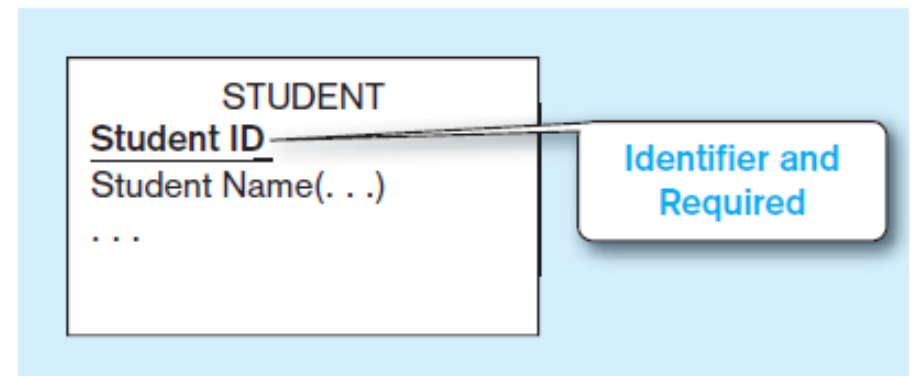 STUDENT
Student ID
Student Name(. . .)
. . .
Identifier and
Required